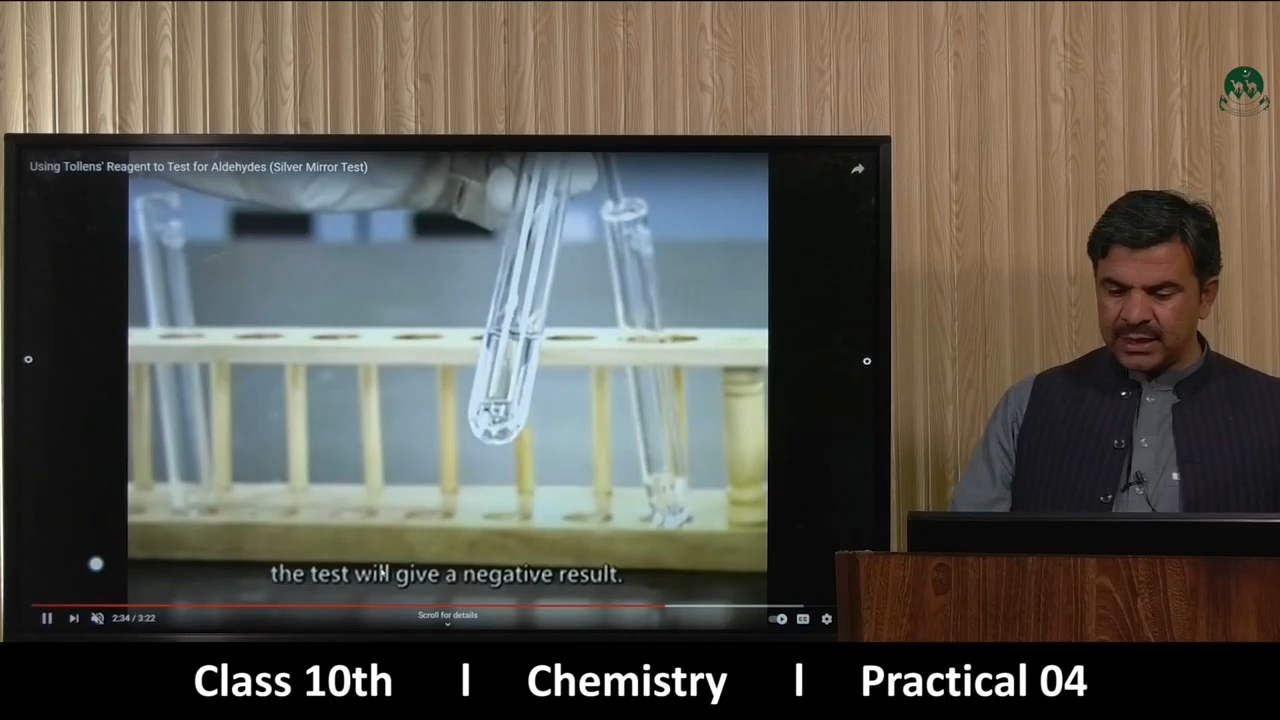 Using Tollens' Reagent to Test for Aldehydes (Silver Mirror Test)
the test will give a negative result.
2:34 / 3:22
Scroll for details
CC
Class 10th l Chemistry l Practical 04